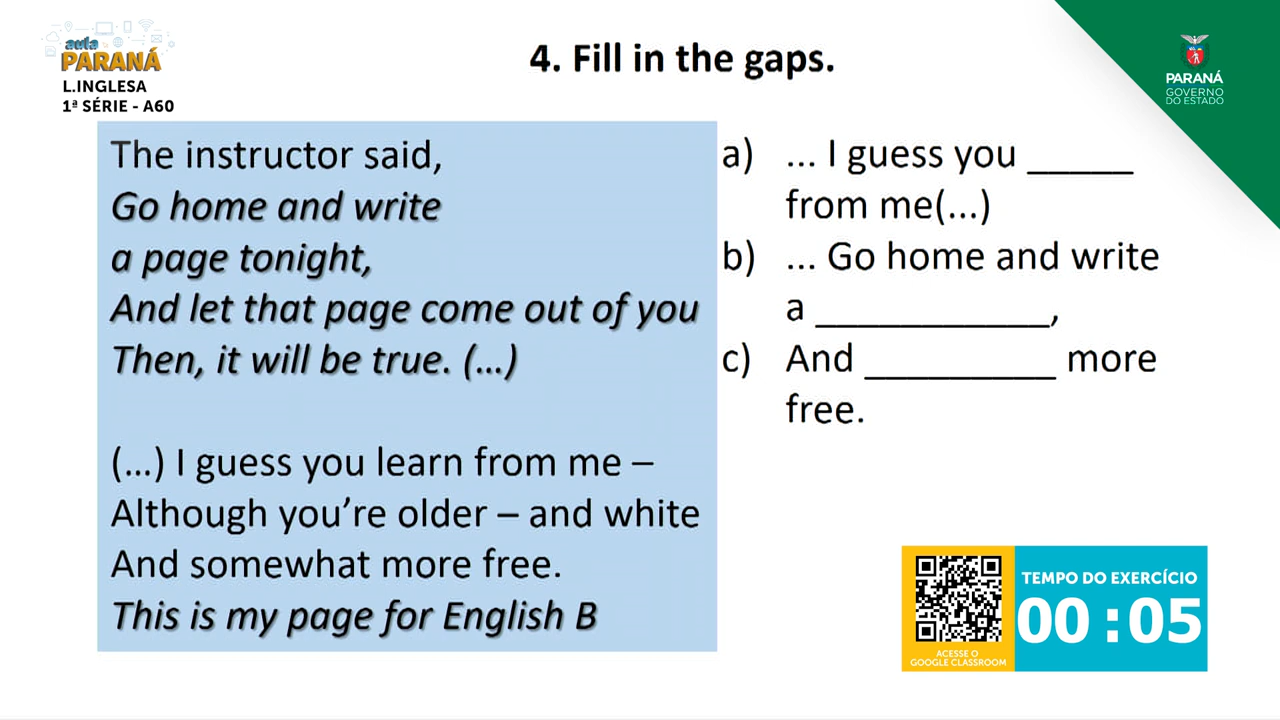 aula
PARANÁ
L.INGLESA
1ª SÉRIE - A60
4. Fill in the gaps.
PARANÁ
GOVERNO
DO ESTADO
The instructor said,
Go home and write
a page tonight,
And let that page come out of you
Then, it will be true. (...)
(...) I guess you learn from me –
Although you're older – and white
And somewhat more free.
This is my page for English B
a) ... I guess you _____
from me(...)
b) ... Go home and write
a ___________,
c) And _________ more
free.
ACESSE O
GOOGLE CLASSROOM
TEMPO DO EXERCÍCIO
00 : 05